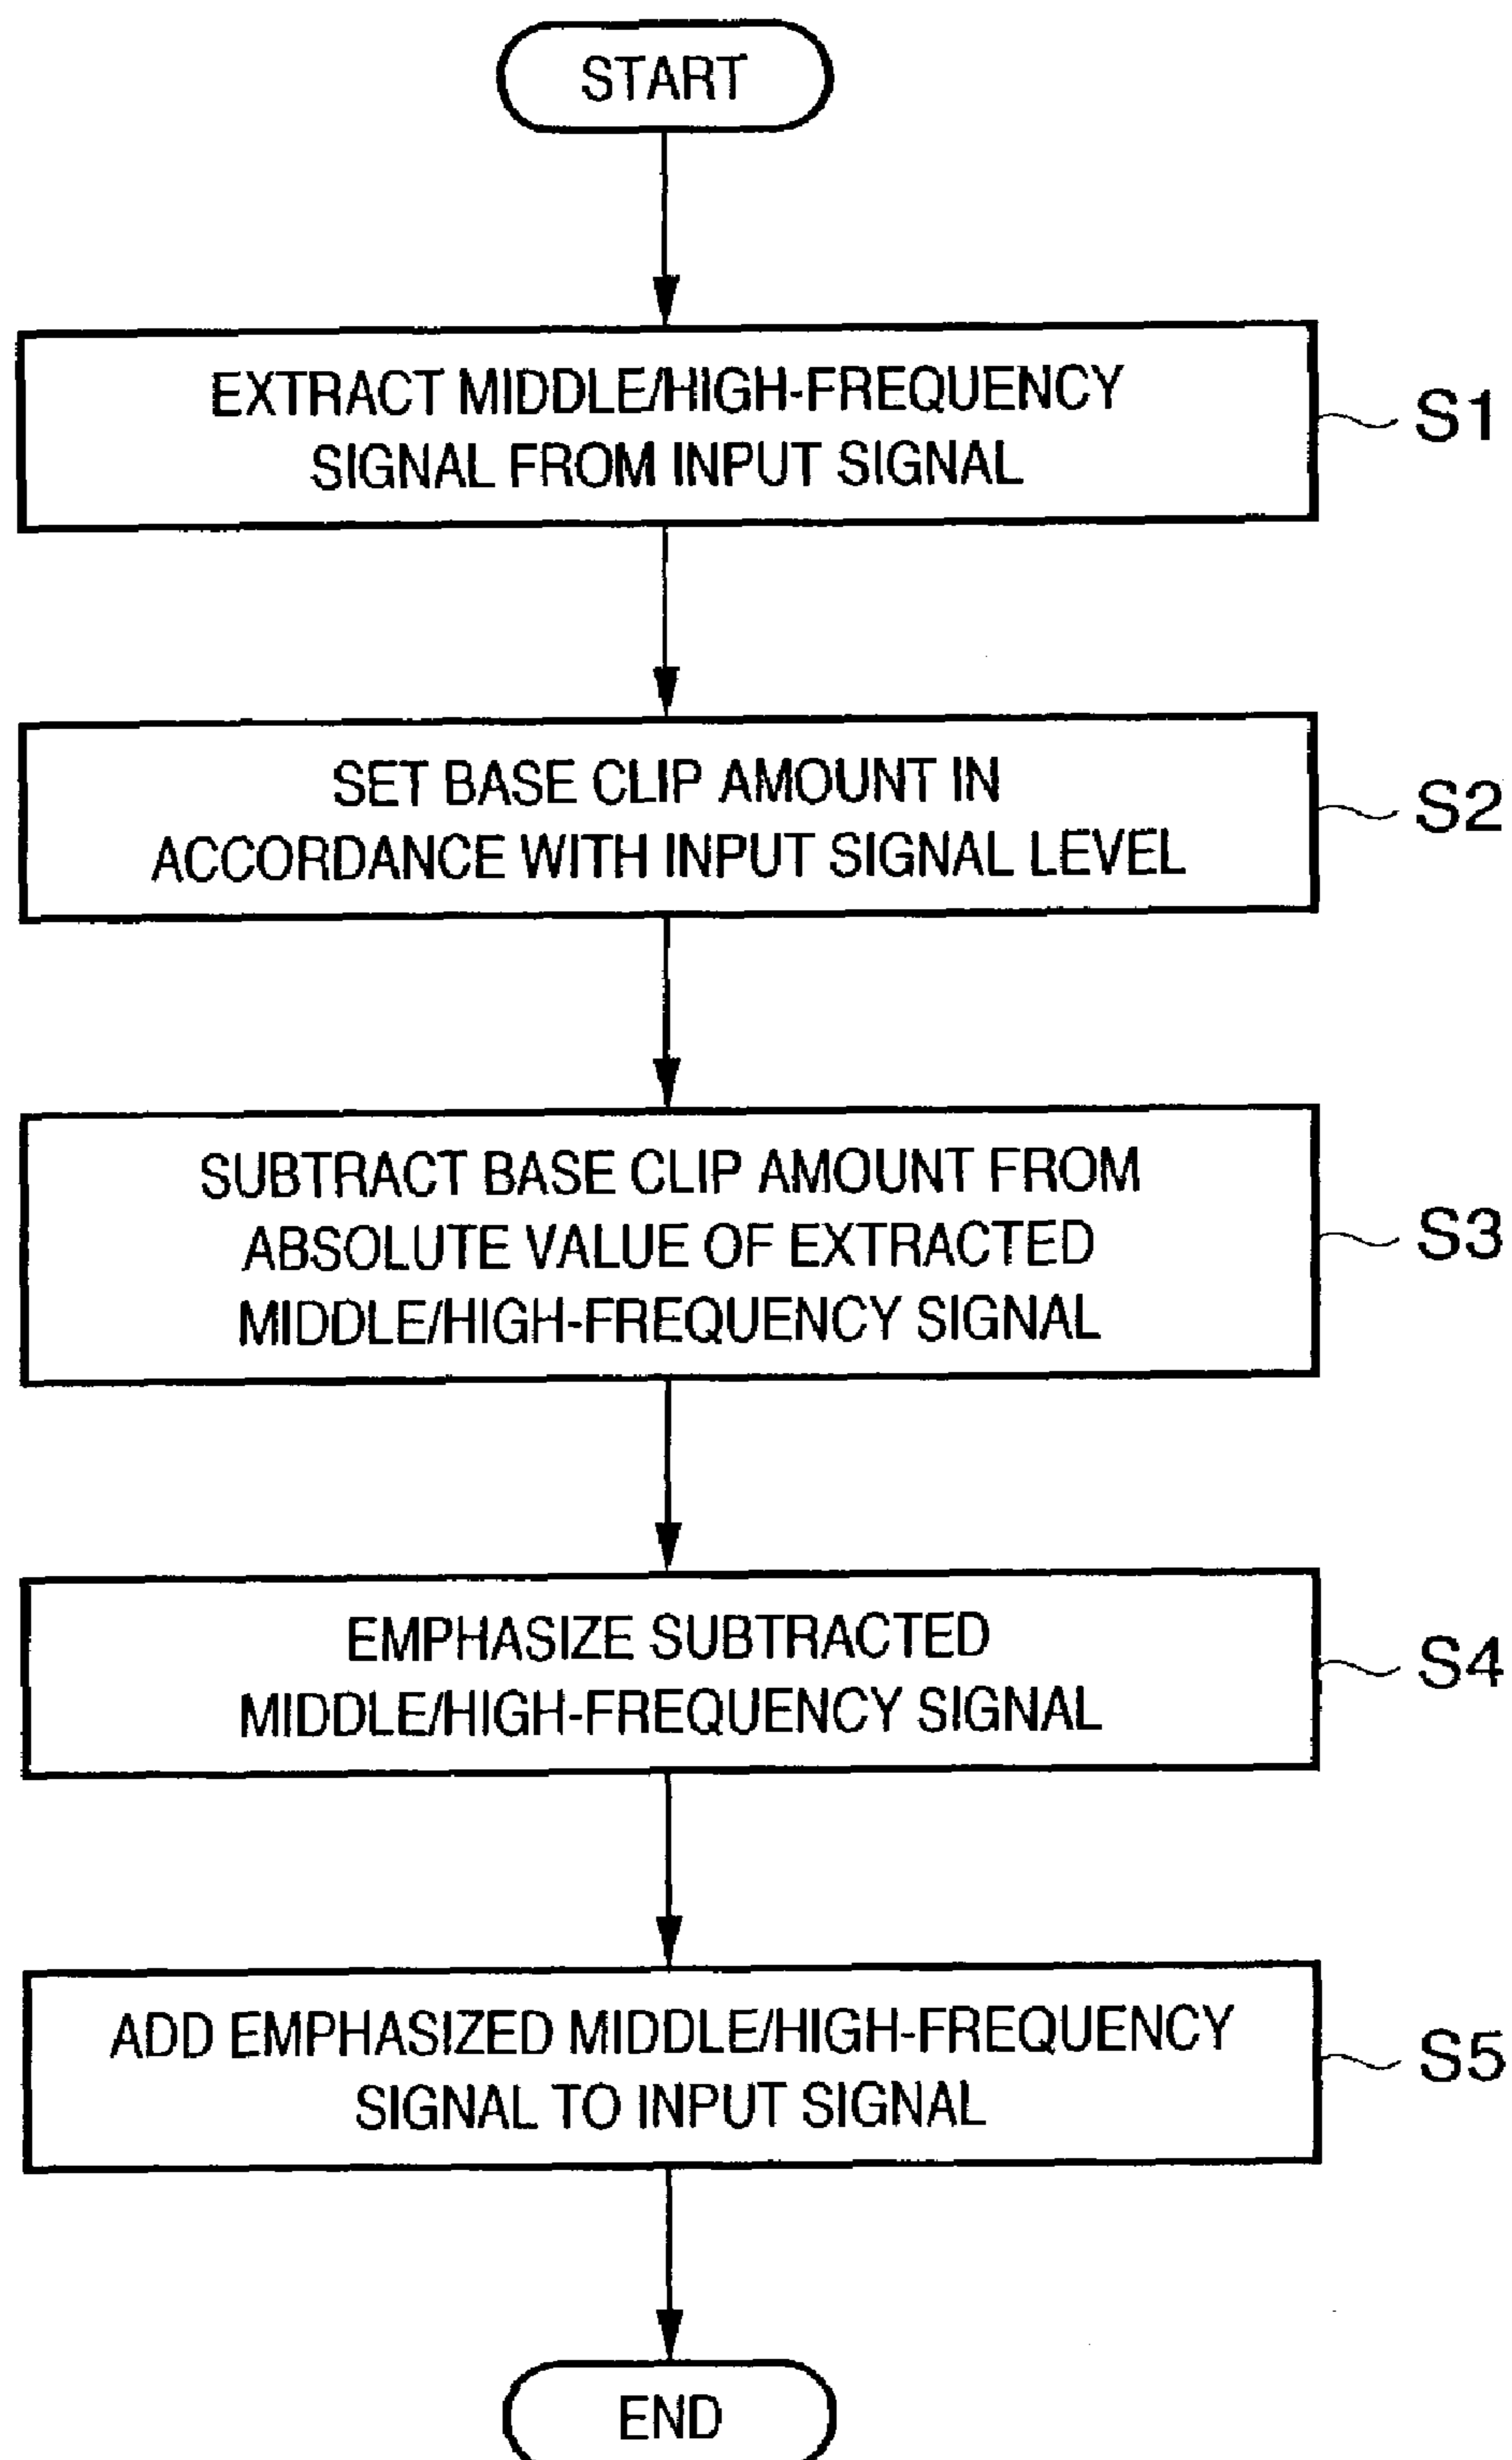 START
EXTRACT MIDDLE/HIGH-FREQUENCY
SIGNAL FROM INPUT SIGNAL
S1
SET BASE CLIP AMOUNT IN
ACCORDANCE WITH INPUT SIGNAL LEVEL
S2
SUBTRACT BASE CLIP AMOUNT FROM
ABSOLUTE VALUE OF EXTRACTED
MIDDLE/HIGH-FREQUENCY SIGNAL
S3
EMPHASIZE SUBTRACTED
MIDDLE/HIGH-FREQUENCY SIGNAL
S4
ADD EMPHASIZED MIDDLE/HIGH-FREQUENCY
SIGNAL TO INPUT SIGNAL
S5
END